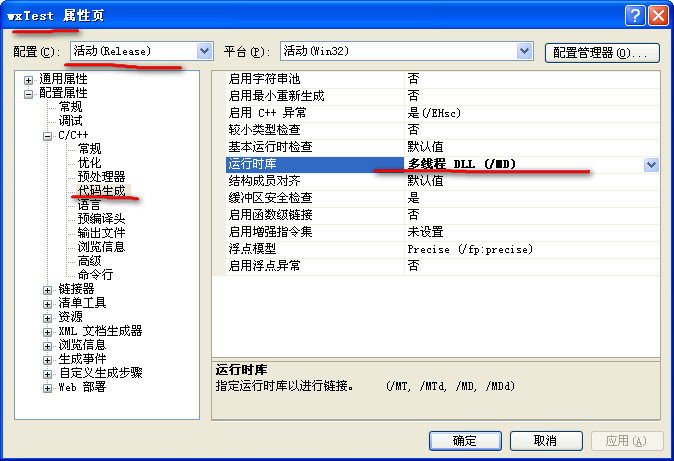 wxTest 属性页
配置(C): 活动(Release) 平台(P): 活动(Win32) 配置管理器(O)...
通用属性
配置属性
常规
调试
C/C++
常规
优化
预处理器
代码生成
语言
预编译头
输出文件
浏览信息
高级
命令行
链接器
清单工具
资源
XML 文档生成器
浏览信息
生成事件
自定义生成步骤
Web 部署
启用字符串池 否
启用最小重新生成 否
启用 C++ 异常 是(/EHsc)
较小类型检查 否
基本运行时检查 默认值
运行时库 多线程 DLL (/MD)
结构成员对齐 默认值
缓冲区安全检查 是
启用函数级链接 否
启用增强指令集 未设置
浮点模型 Precise (/fp:precise)
启用浮点异常 否
运行时库
指定运行时库以进行链接。 (/MT, /MTd, /MD, /MDd)
确定 取消 应用(A)